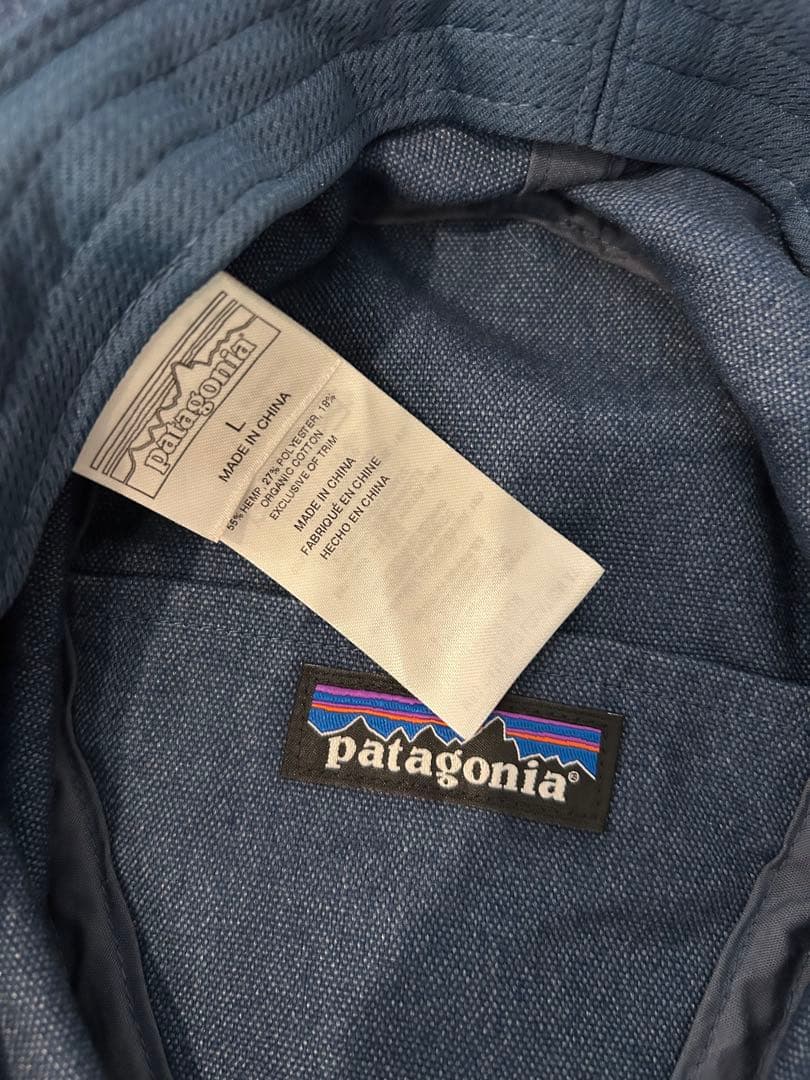 patagonia®
L
MADE IN CHINA
55% HEMP, 27% POLYESTER, 18%
ORGANIC COTTON
EXCLUSIVE OF TRIM
MADE IN CHINA
FABRIQUÉ EN CHINE
HECHO EN CHINA
patagonia®